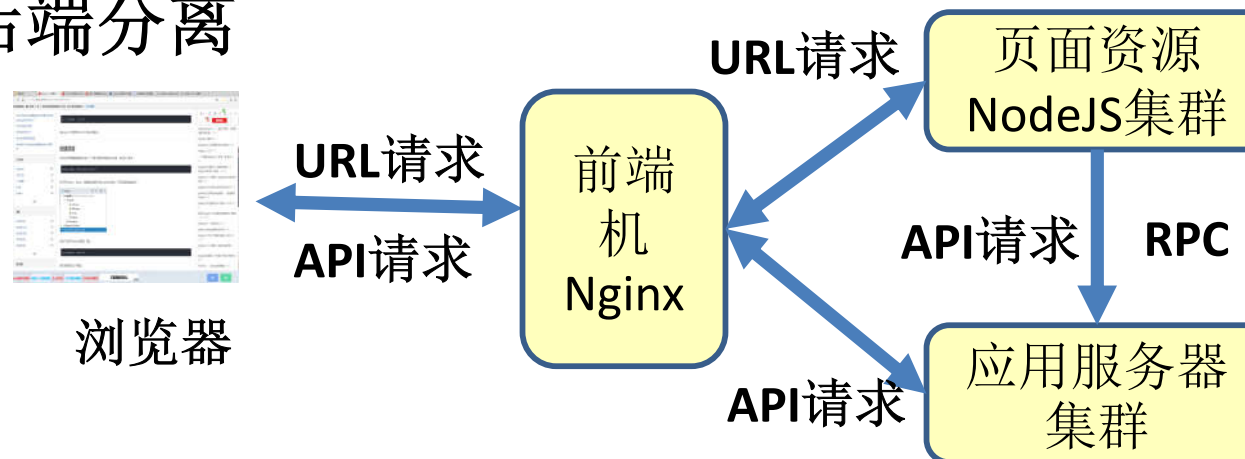 后端分离
URL请求
页面资源
NodeJS集群
URL请求
API请求
前端
机
Nginx
API请求
RPC
浏览器
API请求
应用服务器
集群